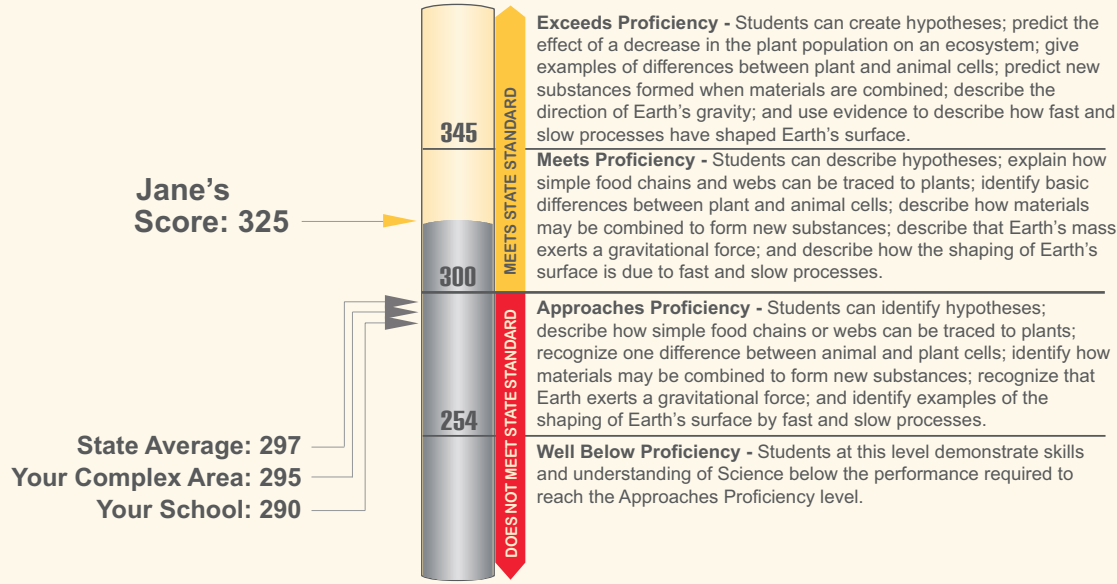 Exceeds Proficiency - Students can create hypotheses; predict the
effect of a decrease in the plant population on an ecosystem; give
examples of differences between plant and animal cells; predict new
substances formed when materials are combined; describe the
direction of Earth's gravity; and use evidence to describe how fast and
slow processes have shaped Earth's surface.
345
MEETS STATE STANDARD
Meets Proficiency - Students can describe hypotheses; explain how
simple food chains and webs can be traced to plants; identify basic
differences between plant and animal cells; describe how materials
may be combined to form new substances; describe that Earth's mass
exerts a gravitational force; and describe how the shaping of Earth's
surface is due to fast and slow processes.
Jane's
Score: 325
300
Approaches Proficiency - Students can identify hypotheses;
describe how simple food chains or webs can be traced to plants;
recognize one difference between animal and plant cells; identify how
materials may be combined to form new substances; recognize that
Earth exerts a gravitational force; and identify examples of the
shaping of Earth's surface by fast and slow processes.
254
DOES NOT MEET STATE STANDARD
State Average: 297
Your Complex Area: 295
Your School: 290
Well Below Proficiency - Students at this level demonstrate skills
and understanding of Science below the performance required to
reach the Approaches Proficiency level.